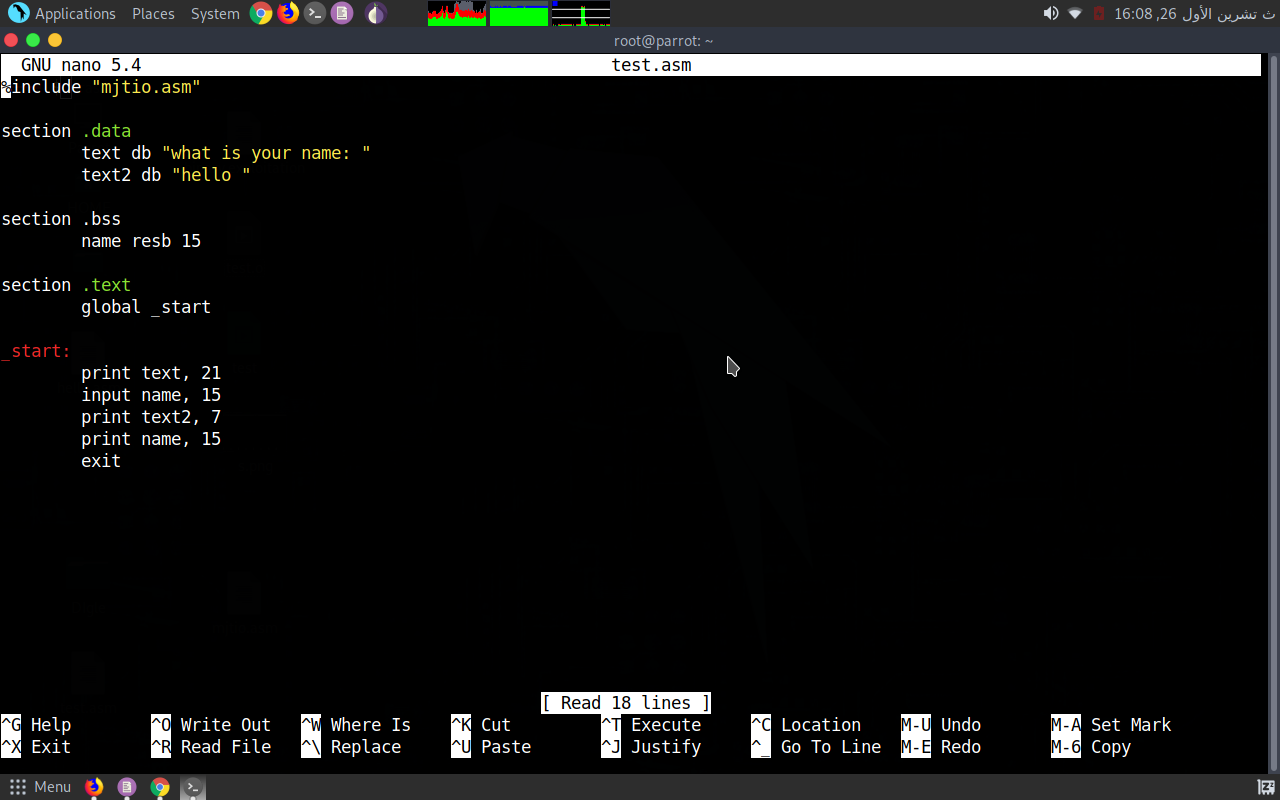 Applications Places System 16:08 ,26 ث تشرين الأول
root@parrot: ~
GNU nano 5.4 test.asm
%include "mjtio.asm"
section .data
text db "what is your name: "
text2 db "hello "
section .bss
name resb 15
section .text
global _start
_start:
print text, 21
input name, 15
print text2, 7
print name, 15
exit
[ Read 18 lines ]
^G Help ^O Write Out ^W Where Is ^K Cut ^T Execute ^C Location M-U Undo M-A Set Mark
^X Exit ^R Read File ^\ Replace ^U Paste ^J Justify ^_ Go To Line M-E Redo M-6 Copy
Menu